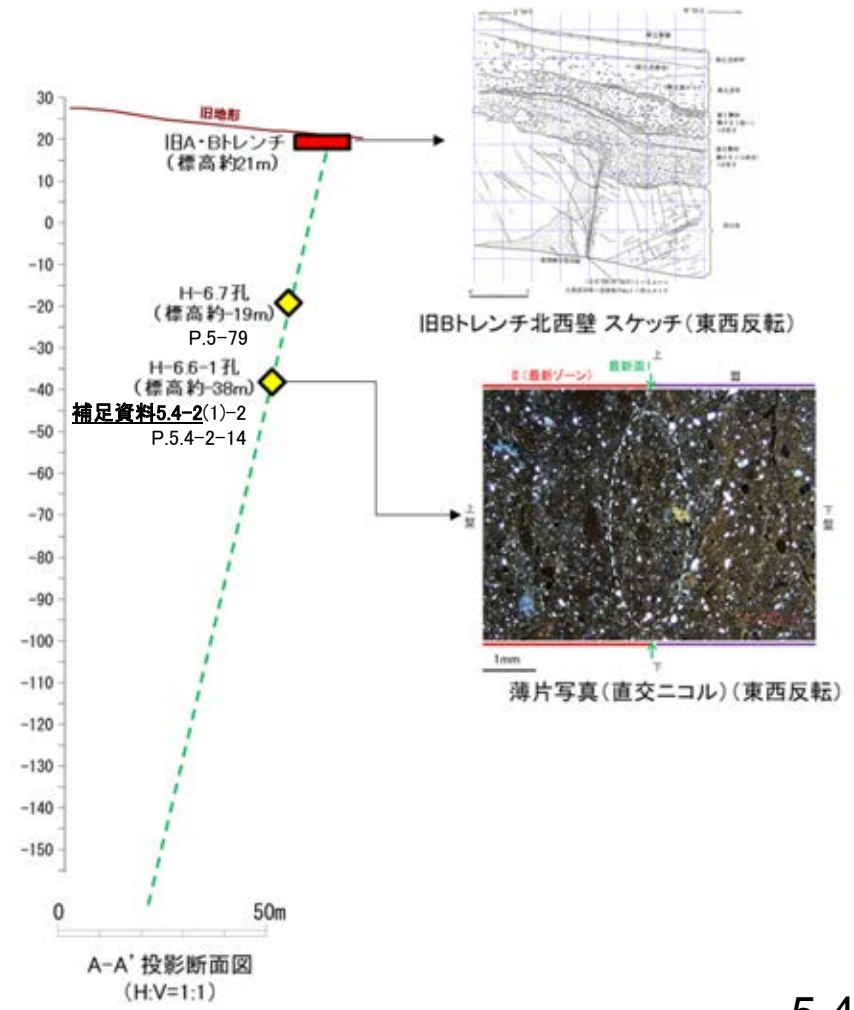 30
旧地形
20
旧A・Bトレンチ
(標高約21m)
10
0
-10
H-6.7孔
-20
(標高約-19m)
P.5-79
-30
H-6.6-1孔
-40
(標高約-38m)
補足資料5.4-2(1)-2
P.5.4-2-14
-50
-60
-70
-80
-90
-100
-110
-120
-130
-140
-150
0 50m
A-A' 投影断面図
(H:V=1:1)
旧Bトレンチ北西壁 スケッチ(東西反転)
上
Ⅱ(最新ゾーン) 最新面1 Ⅲ
上盤
下盤
1mm
下
薄片写真(直交ニコル)(東西反転)
5.4